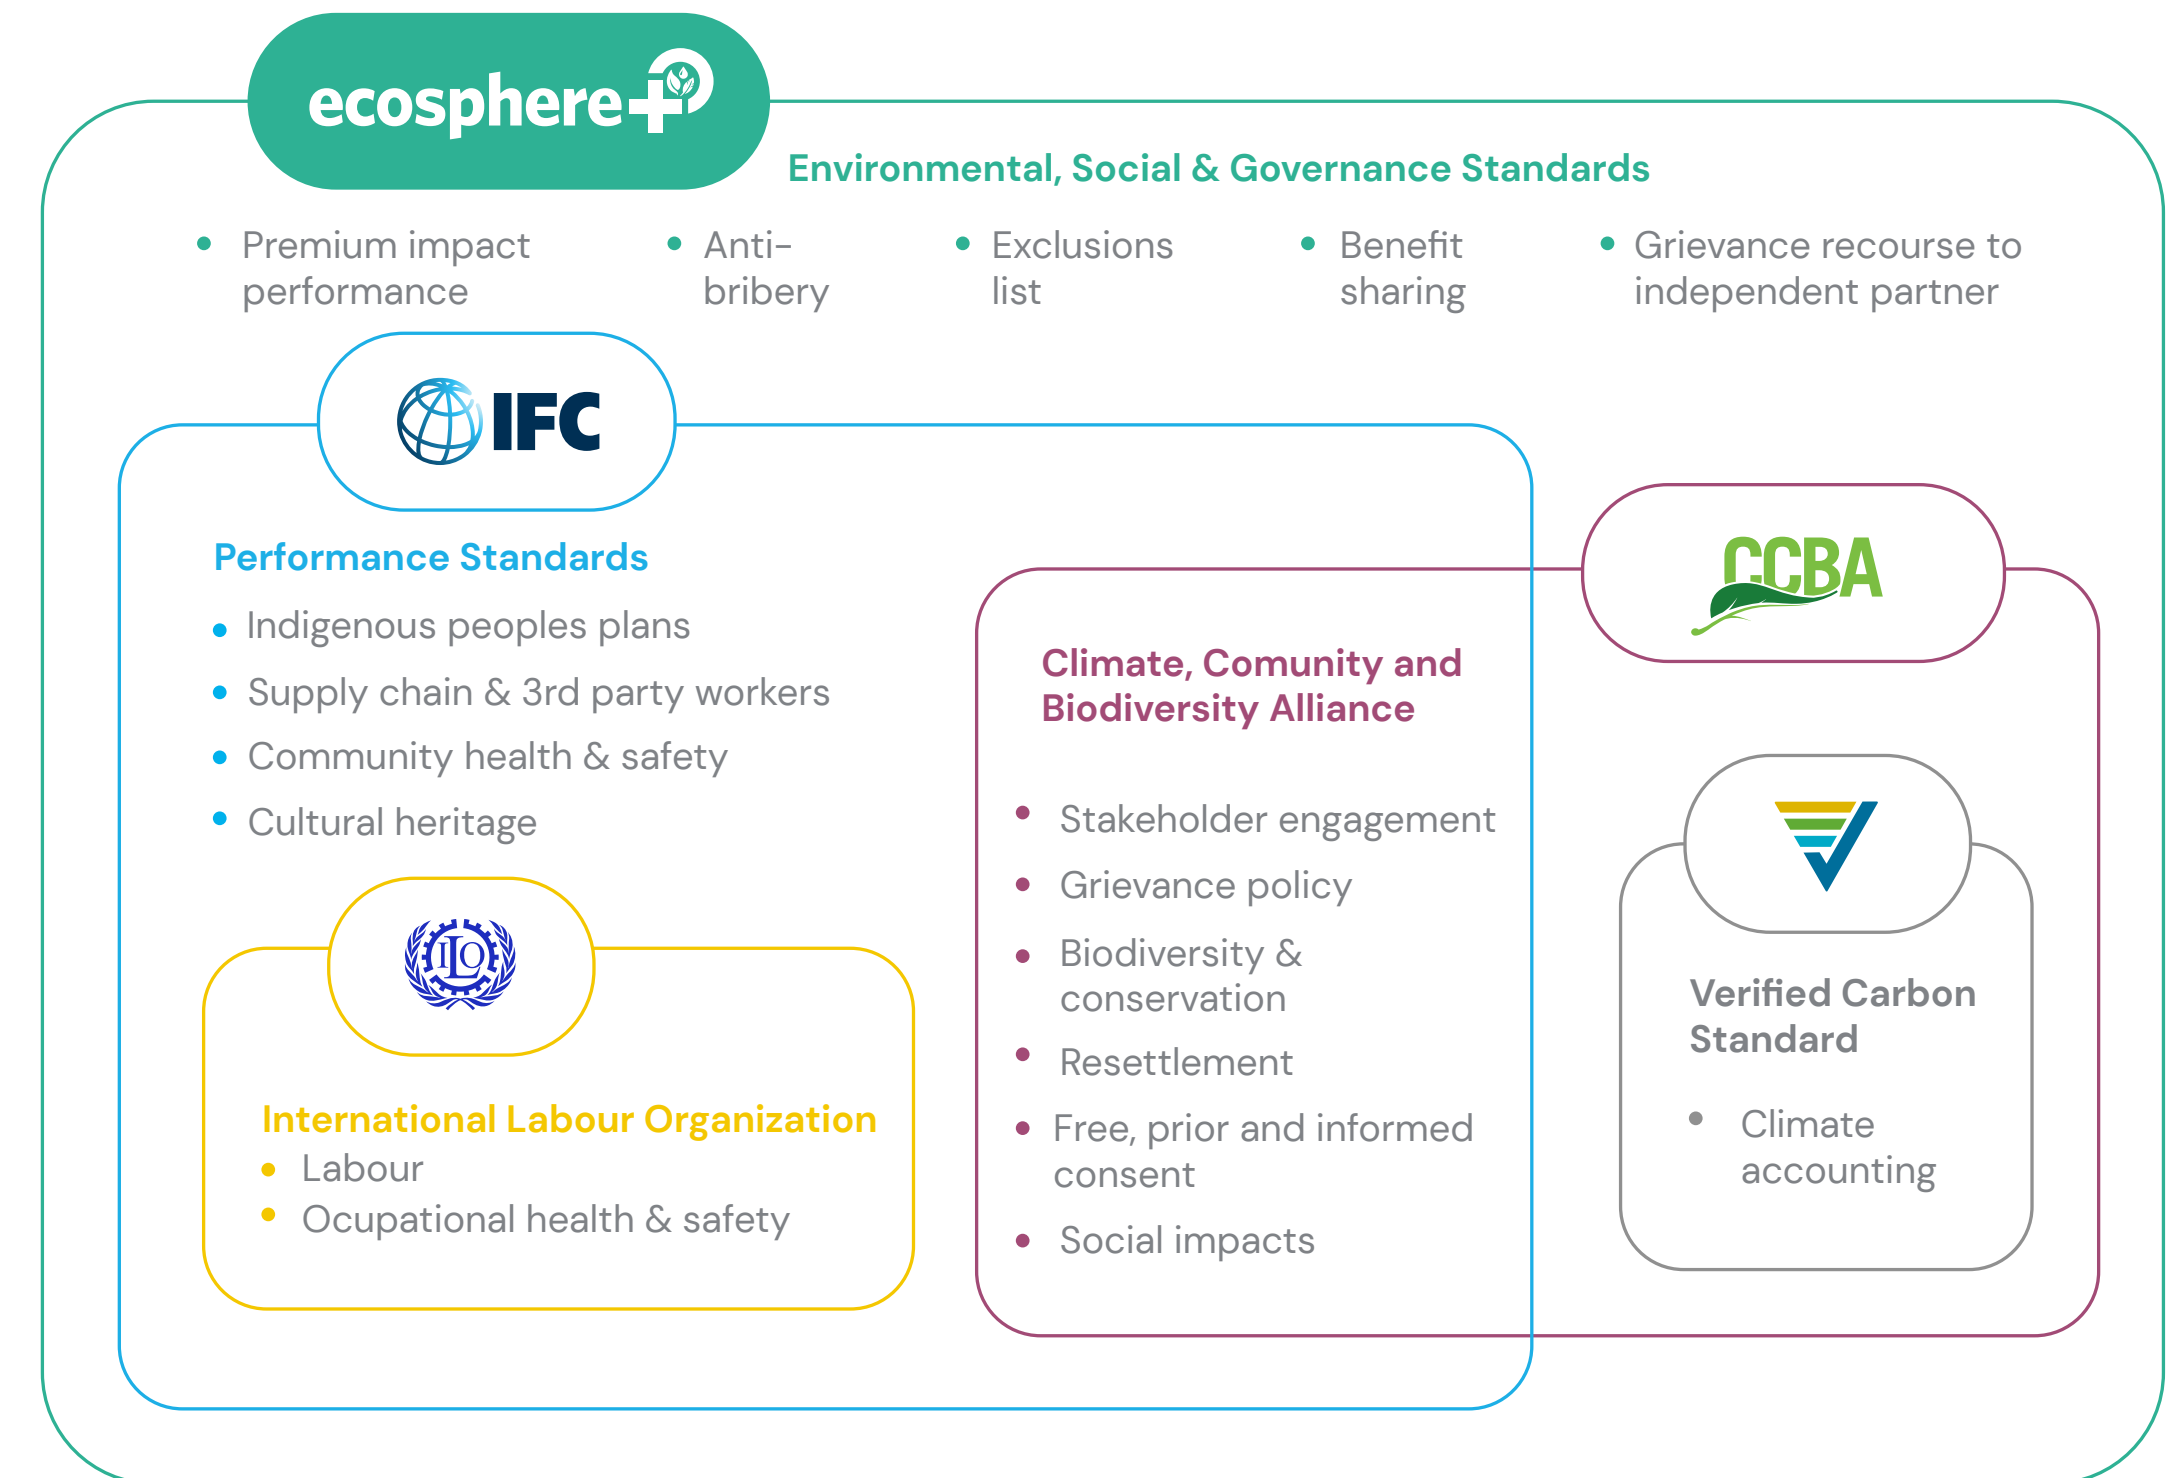 ecosphere+
Environmental, Social & Governance Standards
• Premium impact
performance
• Anti-
bribery
• Exclusions
list
• Benefit
sharing
• Grievance recourse to
independent partner
IFC
Performance Standards
• Indigenous peoples plans
• Supply chain & 3rd party workers
• Community health & safety
• Cultural heritage
ILO
International Labour Organization
• Labour
• Ocupational health & safety
CCBA
Climate, Comunity and
Biodiversity Alliance
• Stakeholder engagement
• Grievance policy
• Biodiversity &
conservation
• Resettlement
• Free, prior and informed
consent
• Social impacts
Verified Carbon
Standard
• Climate
accounting